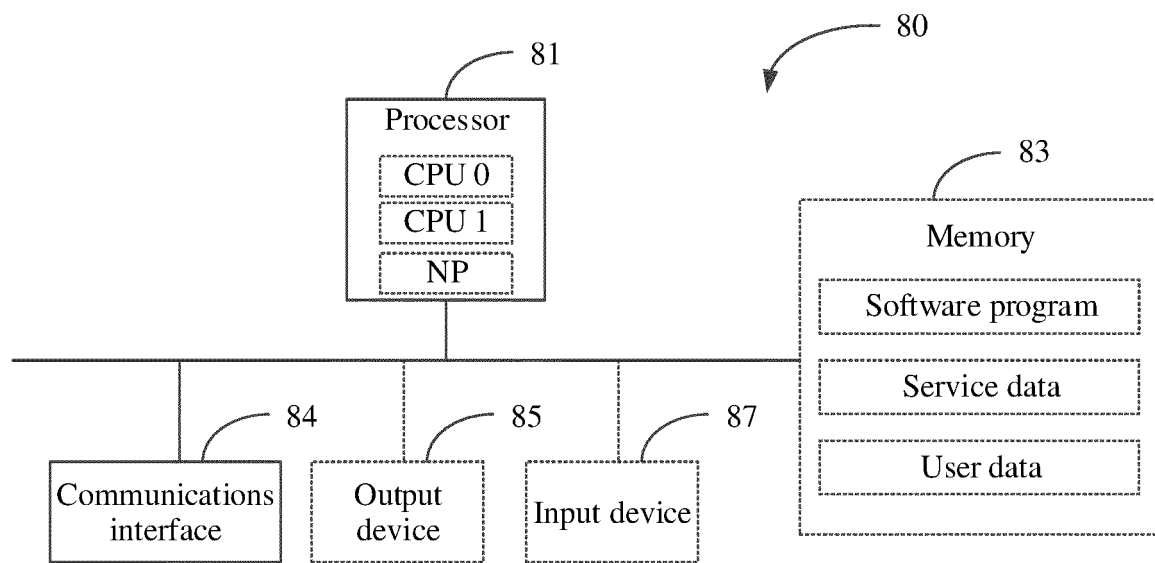 80
81
Processor
CPU 0
CPU 1
NP
83
Memory
Software program
Service data
User data
84
Communications
interface
85
Output
device
87
Input device